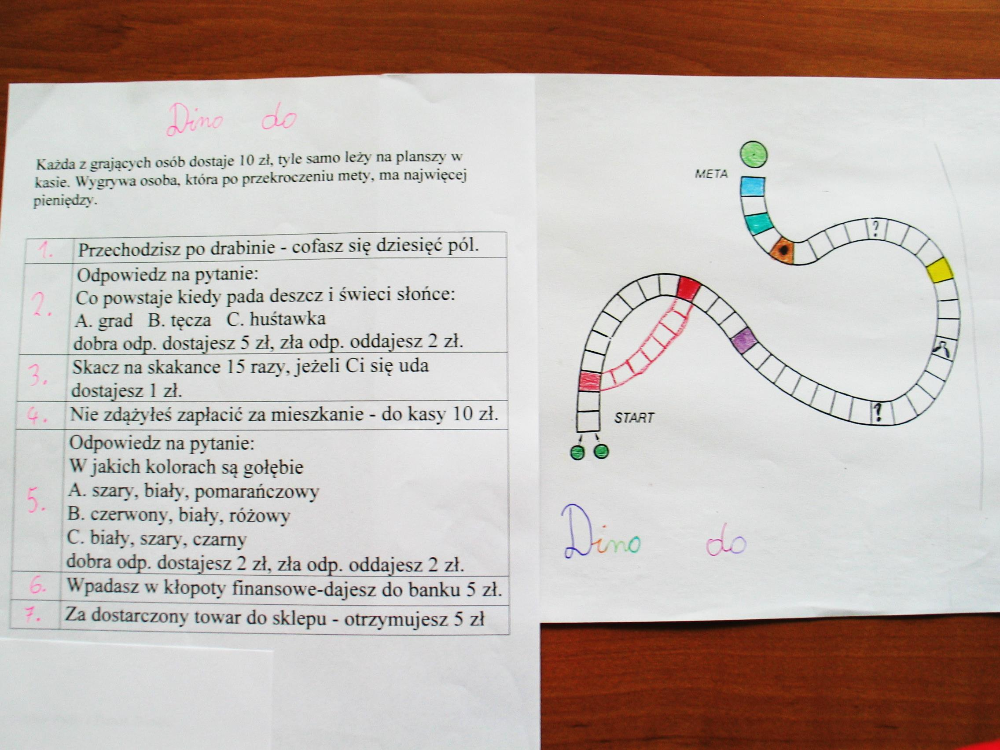 Dino do
Każda z grających osób dostaje 10 zł, tyle samo leży na planszy w
kasie. Wygrywa osoba, która po przekroczeniu mety, ma najwięcej
pieniędzy.
1. Przechodzisz po drabinie - cofasz się dziesięć pól.
2. Odpowiedz na pytanie:
Co powstaje kiedy pada deszcz i świeci słońce:
A. grad B. tęcza C. huśtawka
dobra odp. dostajesz 5 zł, zła odp. oddajesz 2 zł.
3. Skacz na skakance 15 razy, jeżeli Ci się uda
dostajesz 1 zł.
4. Nie zdążyłeś zapłacić za mieszkanie - do kasy 10 zł.
5. Odpowiedz na pytanie:
W jakich kolorach są gołębie
A. szary, biały, pomarańczowy
B. czerwony, biały, różowy
C. biały, szary, czarny
dobra odp. dostajesz 2 zł, zła odp. oddajesz 2 zł.
6. Wpadasz w kłopoty finansowe-dajesz do banku 5 zł.
7. Za dostarczony towar do sklepu - otrzymujesz 5 zł
META
?
?
START
Dino do